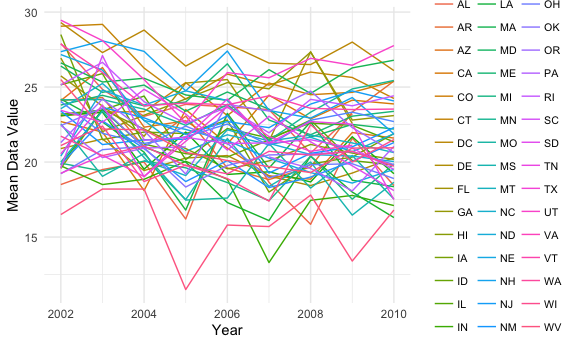 30
25
20
15
Mean Data Value
2002
2004
2006
2008
2010
Year
AL
AR
AZ
CA
CO
CT
DC
DE
FL
GA
HI
IA
ID
IL
IN
LA
MA
MD
ME
MI
MN
MO
MS
MT
NC
ND
NE
NH
NJ
NM
OH
OK
OR
PA
RI
SC
SD
TN
TX
UT
VA
VT
WA
WI
WV